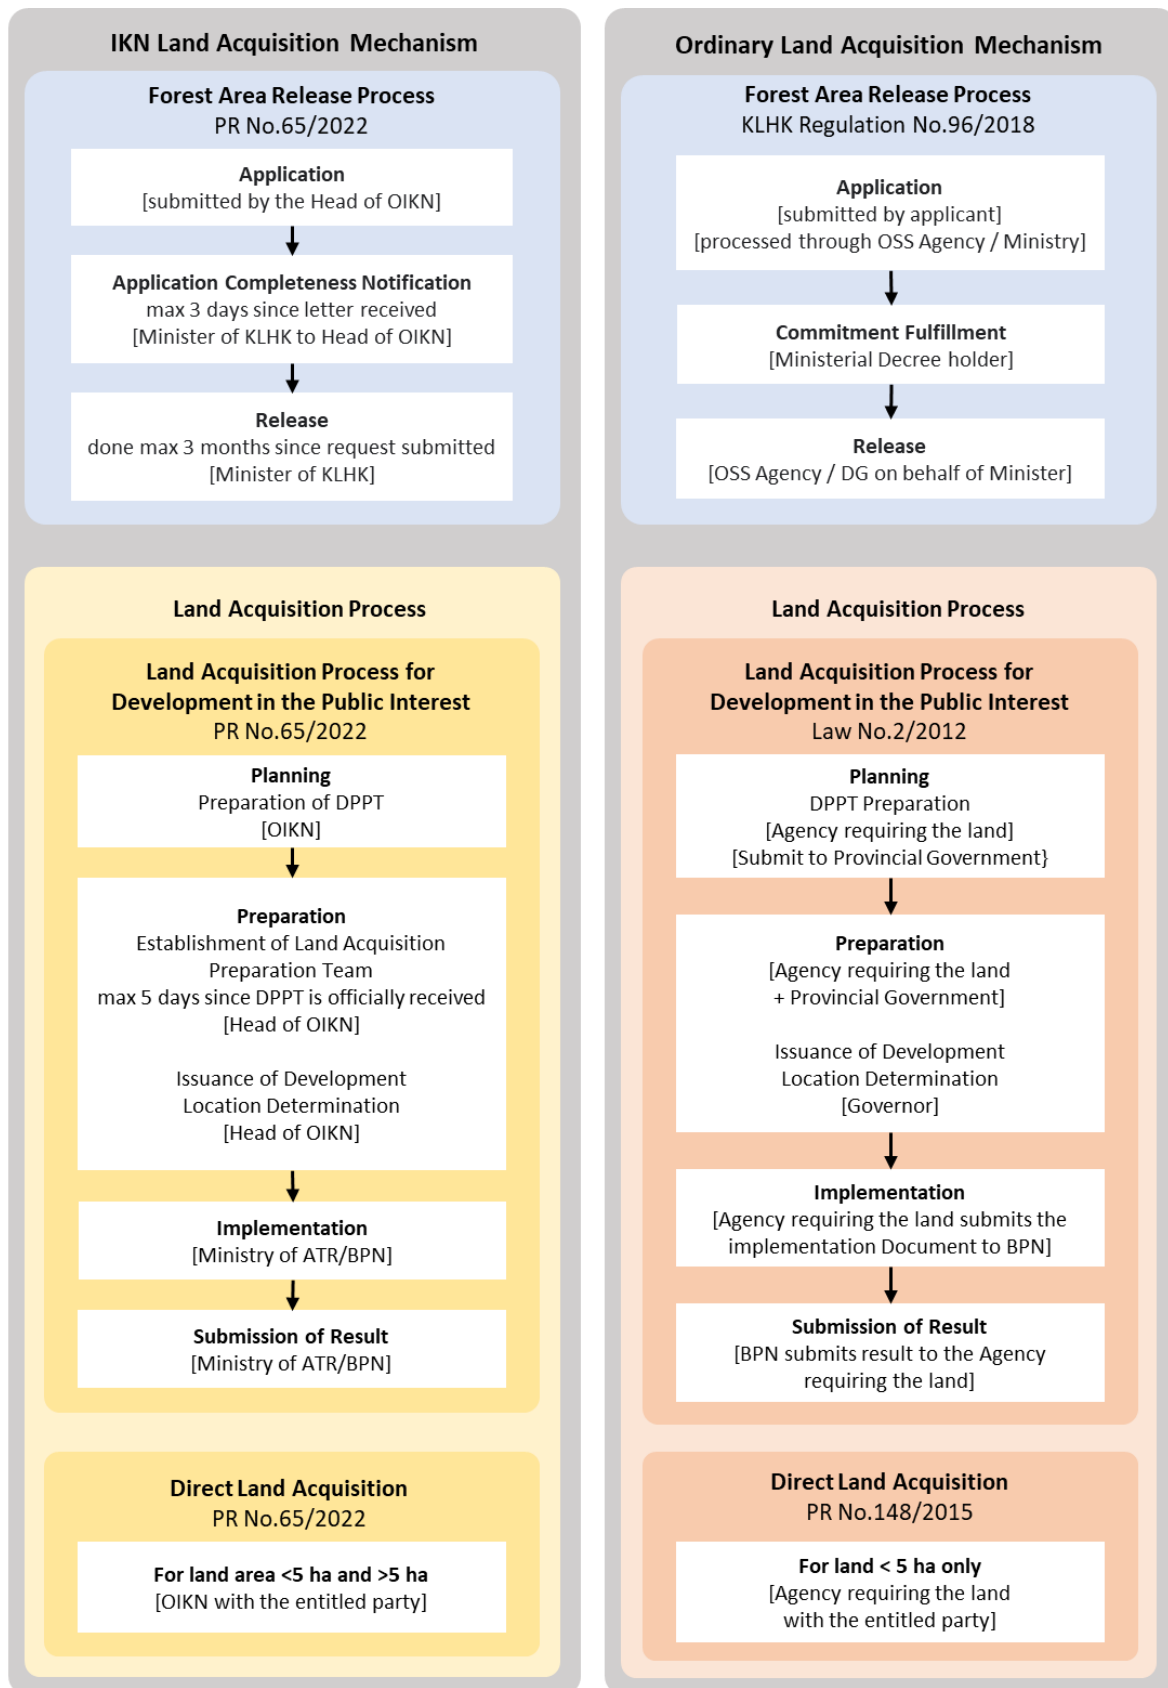 IKN Land Acquisition Mechanism
Forest Area Release Process
PR No.65/2022
Application
[submitted by the Head of OIKN]
Application Completeness Notification
max 3 days since letter received
[Minister of KLHK to Head of OIKN]
Release
done max 3 months since request submitted
[Minister of KLHK]
Land Acquisition Process
Land Acquisition Process for
Development in the Public Interest
PR No.65/2022
Planning
Preparation of DPPT
[OIKN]
Preparation
Establishment of Land Acquisition
Preparation Team
max 5 days since DPPT is officially received
[Head of OIKN]
Issuance of Development
Location Determination
[Head of OIKN]
Implementation
[Ministry of ATR/BPN]
Submission of Result
[Ministry of ATR/BPN]
Direct Land Acquisition
PR No.65/2022
For land area <5 ha and >5 ha
[OIKN with the entitled party]
Ordinary Land Acquisition Mechanism
Forest Area Release Process
KLHK Regulation No.96/2018
Application
[submitted by applicant]
[processed through OSS Agency / Ministry]
Commitment Fulfillment
[Ministerial Decree holder]
Release
[OSS Agency / DG on behalf of Minister]
Land Acquisition Process
Land Acquisition Process for
Development in the Public Interest
Law No.2/2012
Planning
DPPT Preparation
[Agency requiring the land]
[Submit to Provincial Government}
Preparation
[Agency requiring the land
+ Provincial Government]
Issuance of Development
Location Determination
[Governor]
Implementation
[Agency requiring the land submits the
implementation Document to BPN]
Submission of Result
[BPN submits result to the Agency
requiring the land]
Direct Land Acquisition
PR No.148/2015
For land < 5 ha only
[Agency requiring the land
with the entitled party]